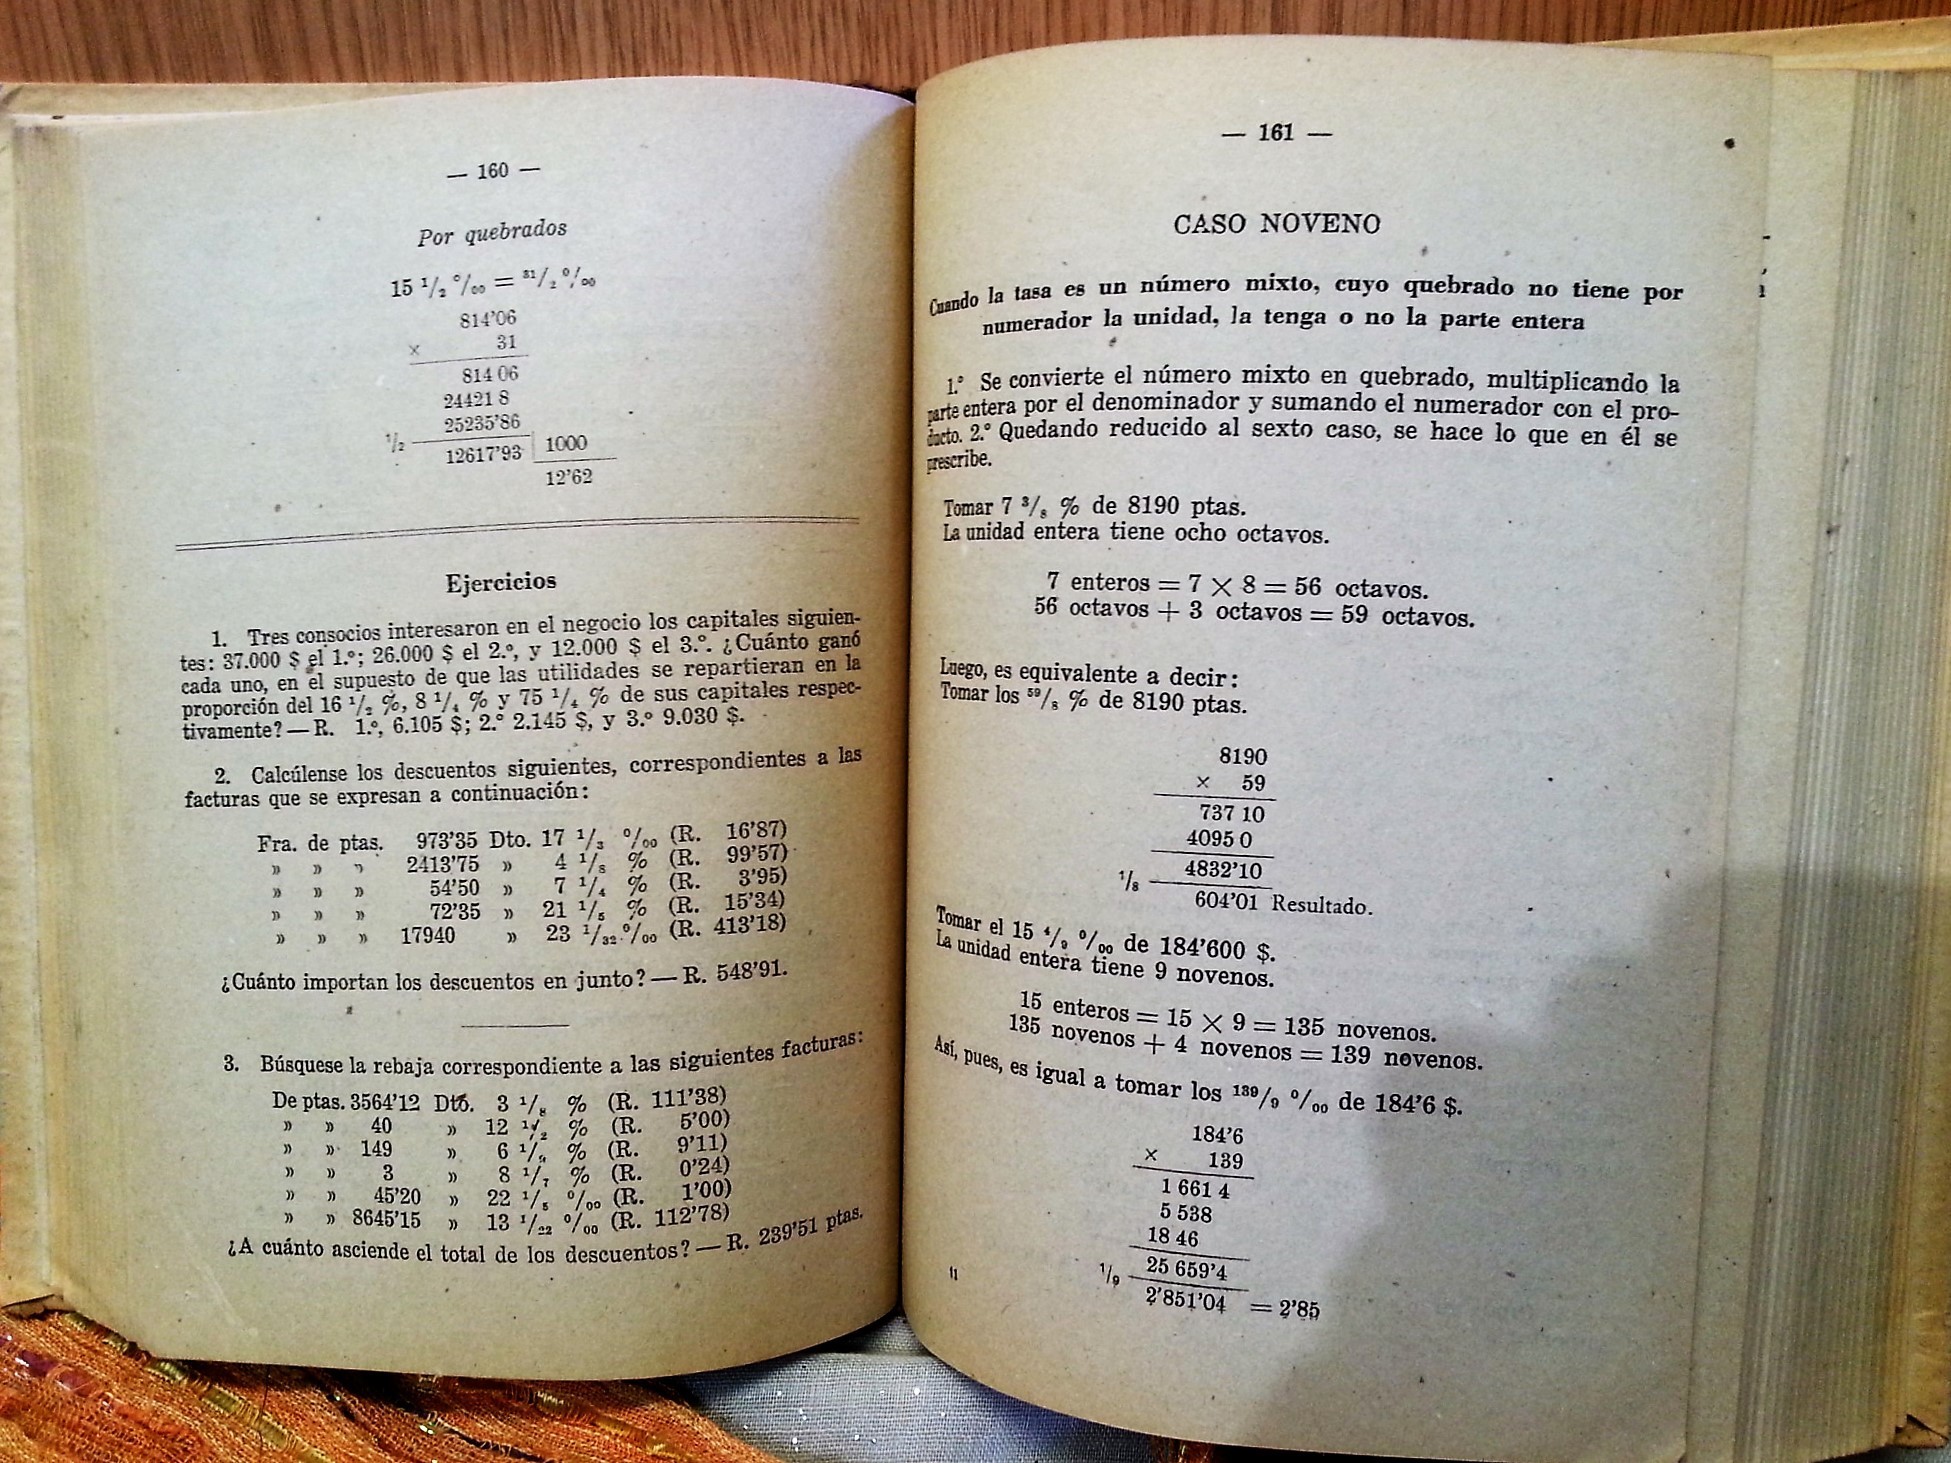 — 160 —
Por quebrados
15 1/2 0/00 = 31/2 0/00
814'06
× 31
814 06
24421 8
25235'86
1/2
12617'93 1000
12'62
Ejercicios
1. Tres consocios interesaron en el negocio los capitales siguien-
tes: 37.000 $ el 1.º; 26.000 $ el 2.º, y 12.000 $ el 3.º. ¿Cuánto ganó
cada uno, en el supuesto de que las utilidades se repartieran en la
proporción del 16 1/2 %, 8 1/4 % y 75 1/4 % de sus capitales respec-
tivamente? — R. 1.º, 6.105 $; 2.º 2.145 $, y 3.º 9.030 $.
2. Calcúlense los descuentos siguientes, correspondientes a las
facturas que se expresan a continuación:
Fra. de ptas. 973'35 Dto. 17 1/3 0/00 (R. 16'87)
» » » 2413'75 » 4 1/8 % (R. 99'57)
» » » 54'50 » 7 1/4 % (R. 3'95)
» » » 72'35 » 21 1/5 % (R. 15'34)
» » » 17940 » 23 1/32 0/00 (R. 413'18)
¿Cuánto importan los descuentos en junto? — R. 548'91.
3. Búsquese la rebaja correspondiente a las siguientes facturas:
De ptas. 3564'12 Dtó. 3 1/8 % (R. 111'38)
» » 40 » 12 1/2 % (R. 5'00)
» » 149 » 6 1/9 % (R. 9'11)
» » 3 » 8 1/7 % (R. 0'24)
» » 45'20 » 22 1/5 0/00 (R. 1'00)
» » 8645'15 » 13 1/22 0/00 (R. 112'78)
¿A cuánto asciende el total de los descuentos? — R. 239'51 ptas.
— 161 —
CASO NOVENO
Cuando la tasa es un número mixto, cuyo quebrado no tiene por
numerador la unidad, la tenga o no la parte entera
1.º Se convierte el número mixto en quebrado, multiplicando la
parte entera por el denominador y sumando el numerador con el pro-
ducto. 2.º Quedando reducido al sexto caso, se hace lo que en él se
prescribe.
Tomar 7 3/8 % de 8190 ptas.
La unidad entera tiene ocho octavos.
7 enteros = 7 × 8 = 56 octavos.
56 octavos + 3 octavos = 59 octavos.
Luego, es equivalente a decir:
Tomar los 59/8 % de 8190 ptas.
8190
× 59
737 10
4095 0
4832'10
1/8
604'01 Resultado.
Tomar el 15 4/9 0/00 de 184'600 $.
La unidad entera tiene 9 novenos.
15 enteros = 15 × 9 = 135 novenos.
135 novenos + 4 novenos = 139 novenos.
Así, pues, es igual a tomar los 139/9 0/00 de 184'6 $.
184'6
× 139
1 661 4
5 538
18 46
25 659'4
1/9
2'851'04 = 2'85
11